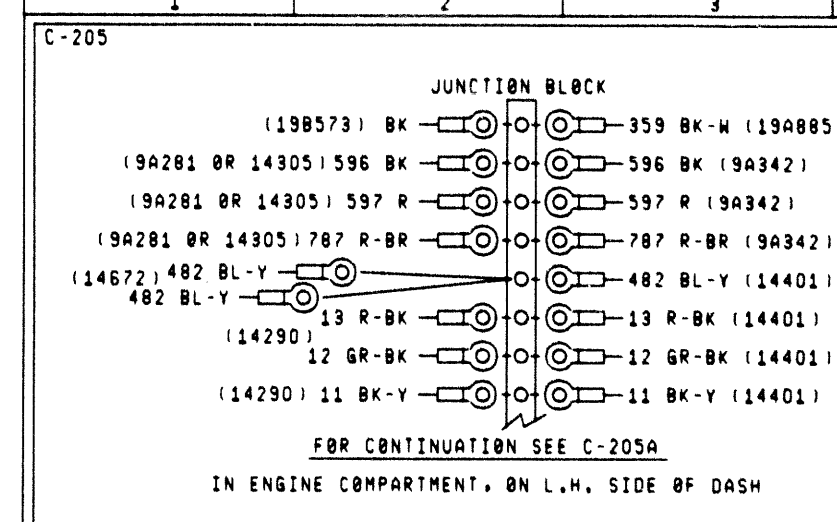 1 2 3
C-205
JUNCTION BLOCK
(19B573) BK 359 BK-W (19A885
(9A281 OR 14305) 596 BK 596 BK (9A342)
(9A281 OR 14305) 597 R 597 R (9A342)
(9A281 OR 14305) 787 R-BR 787 R-BR (9A342)
(14672) 482 BL-Y 482 BL-Y (14401)
482 BL-Y
13 R-BK 13 R-BK (14401)
(14290)
12 GR-BK 12 GR-BK (14401)
(14290) 11 BK-Y 11 BK-Y (14401)
FOR CONTINUATION SEE C-205A
IN ENGINE COMPARTMENT, ON L.H. SIDE OF DASH